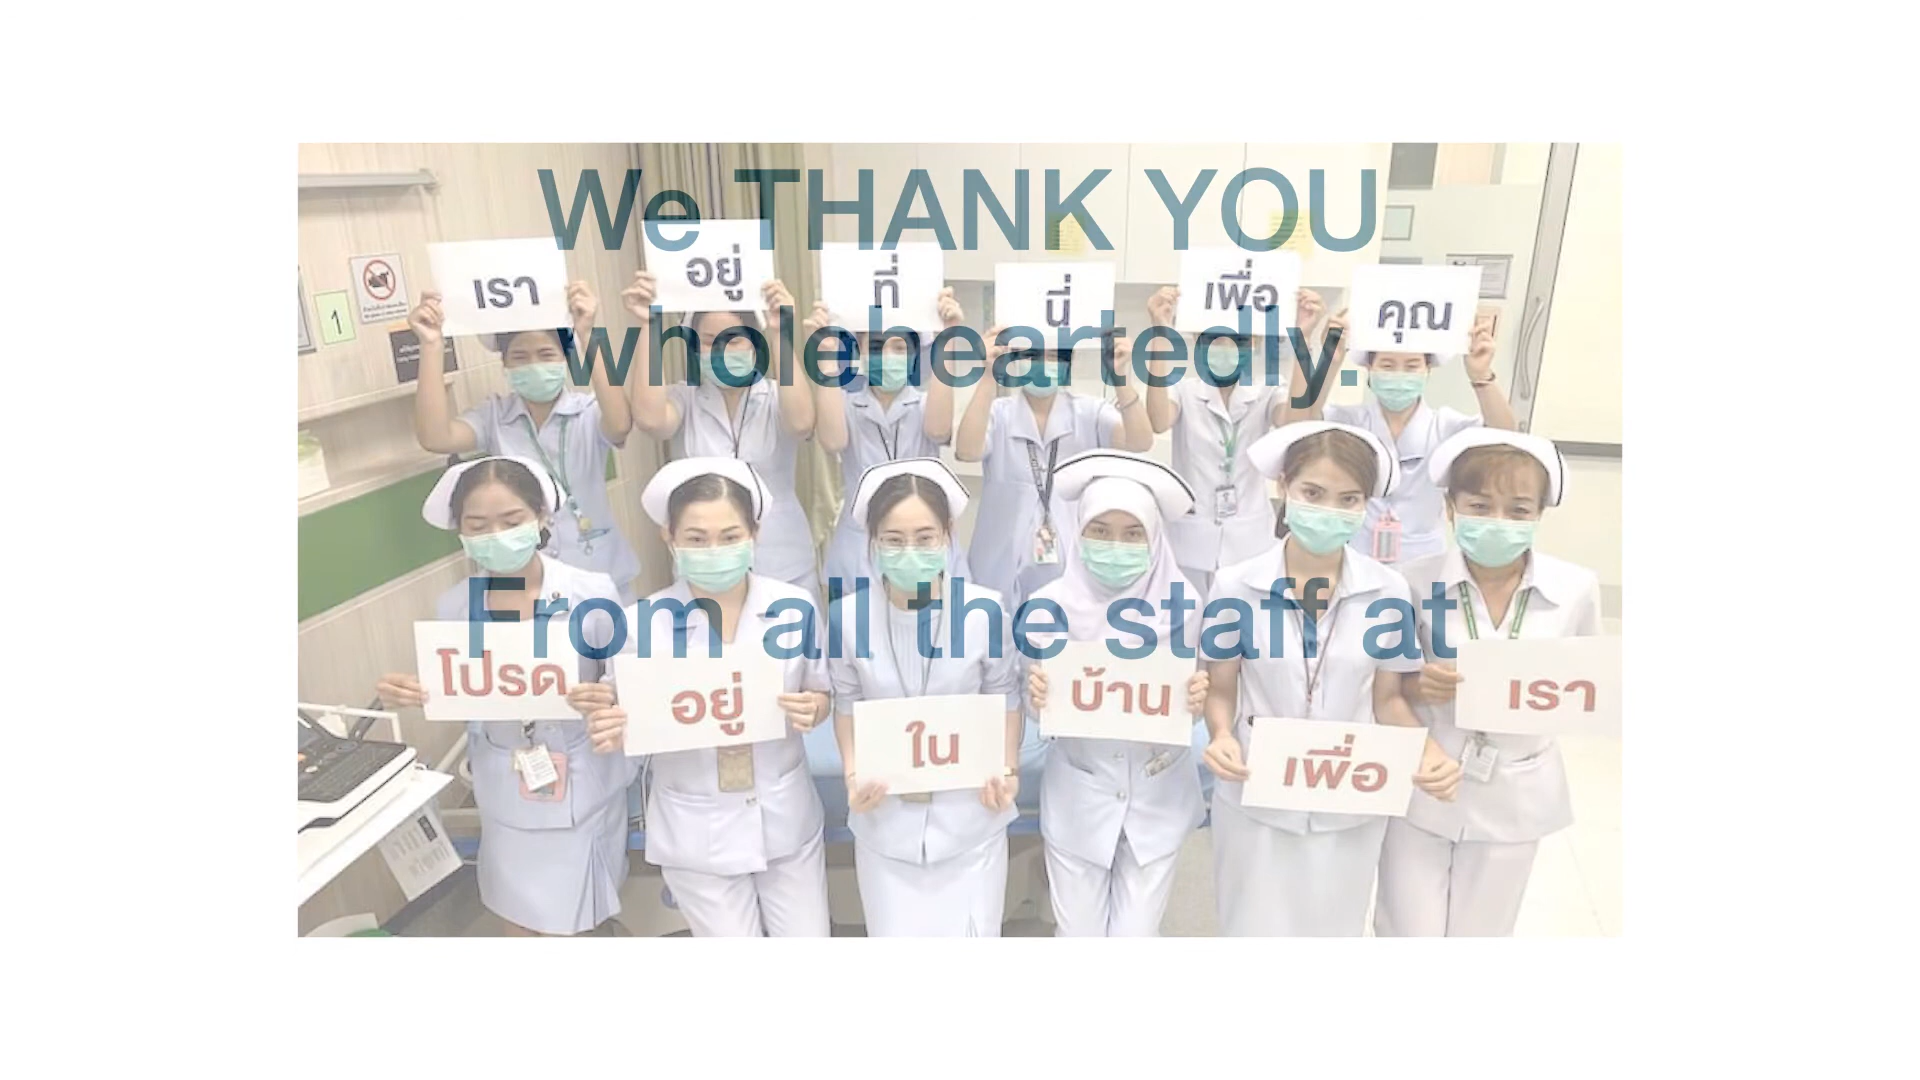 We THANK YOU
wholeheartedly.
From all the staff at
เรา อยู่ ที่ นี่ เพื่อ คุณ
โปรด อยู่ ใน บ้าน เพื่อ เรา
1